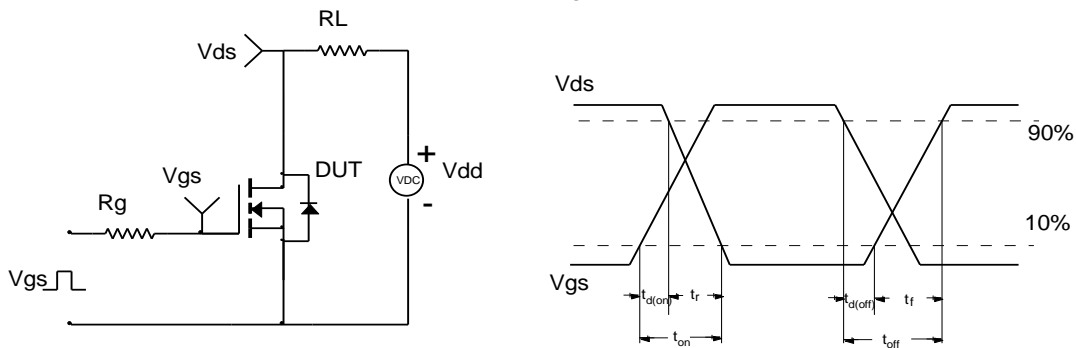 RL
Vds
Vgs
Rg
DUT
VDC
+
-
Vdd
Vgs
Vds
90%
10%
Vgs
td(on)
tr
td(off)
tf
ton
toff